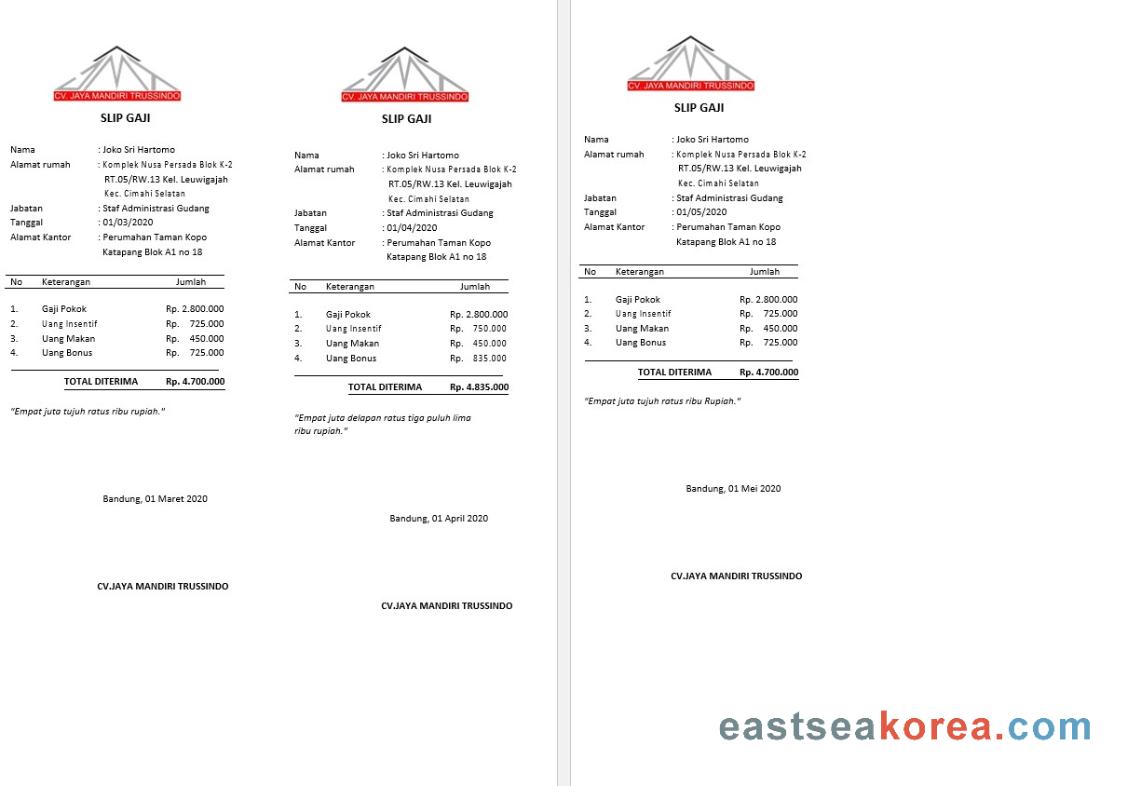 CV. JAYA MANDIRI TRUSSINDO
SLIP GAJI
Nama : Joko Sri Hartomo
Alamat rumah : Komplek Nusa Persada Blok K-2
RT.05/RW.13 Kel. Leuwigajah
Kec. Cimahi Selatan
Jabatan : Staf Administrasi Gudang
Tanggal : 01/03/2020
Alamat Kantor : Perumahan Taman Kopo
Katapang Blok A1 no 18
No Keterangan Jumlah
1. Gaji Pokok Rp. 2.800.000
2. Uang Insentif Rp. 725.000
3. Uang Makan Rp. 450.000
4. Uang Bonus Rp. 725.000
TOTAL DITERIMA Rp. 4.700.000
"Empat juta tujuh ratus ribu rupiah."
Bandung, 01 Maret 2020
CV.JAYA MANDIRI TRUSSINDO
CV. JAYA MANDIRI TRUSSINDO
SLIP GAJI
Nama : Joko Sri Hartomo
Alamat rumah : Komplek Nusa Persada Blok K-2
RT.05/RW.13 Kel. Leuwigajah
Kec. Cimahi Selatan
Jabatan : Staf Administrasi Gudang
Tanggal : 01/04/2020
Alamat Kantor : Perumahan Taman Kopo
Katapang Blok A1 no 18
No Keterangan Jumlah
1. Gaji Pokok Rp. 2.800.000
2. Uang Insentif Rp. 750.000
3. Uang Makan Rp. 450.000
4. Uang Bonus Rp. 835.000
TOTAL DITERIMA Rp. 4.835.000
"Empat juta delapan ratus tiga puluh lima
ribu rupiah."
Bandung, 01 April 2020
CV.JAYA MANDIRI TRUSSINDO
CV. JAYA MANDIRI TRUSSINDO
SLIP GAJI
Nama : Joko Sri Hartomo
Alamat rumah : Komplek Nusa Persada Blok K-2
RT.05/RW.13 Kel. Leuwigajah
Kec. Cimahi Selatan
Jabatan : Staf Administrasi Gudang
Tanggal : 01/05/2020
Alamat Kantor : Perumahan Taman Kopo
Katapang Blok A1 no 18
No Keterangan Jumlah
1. Gaji Pokok Rp. 2.800.000
2. Uang Insentif Rp. 725.000
3. Uang Makan Rp. 450.000
4. Uang Bonus Rp. 725.000
TOTAL DITERIMA Rp. 4.700.000
"Empat juta tujuh ratus ribu Rupiah."
Bandung, 01 Mei 2020
CV.JAYA MANDIRI TRUSSINDO
eastseakorea.com